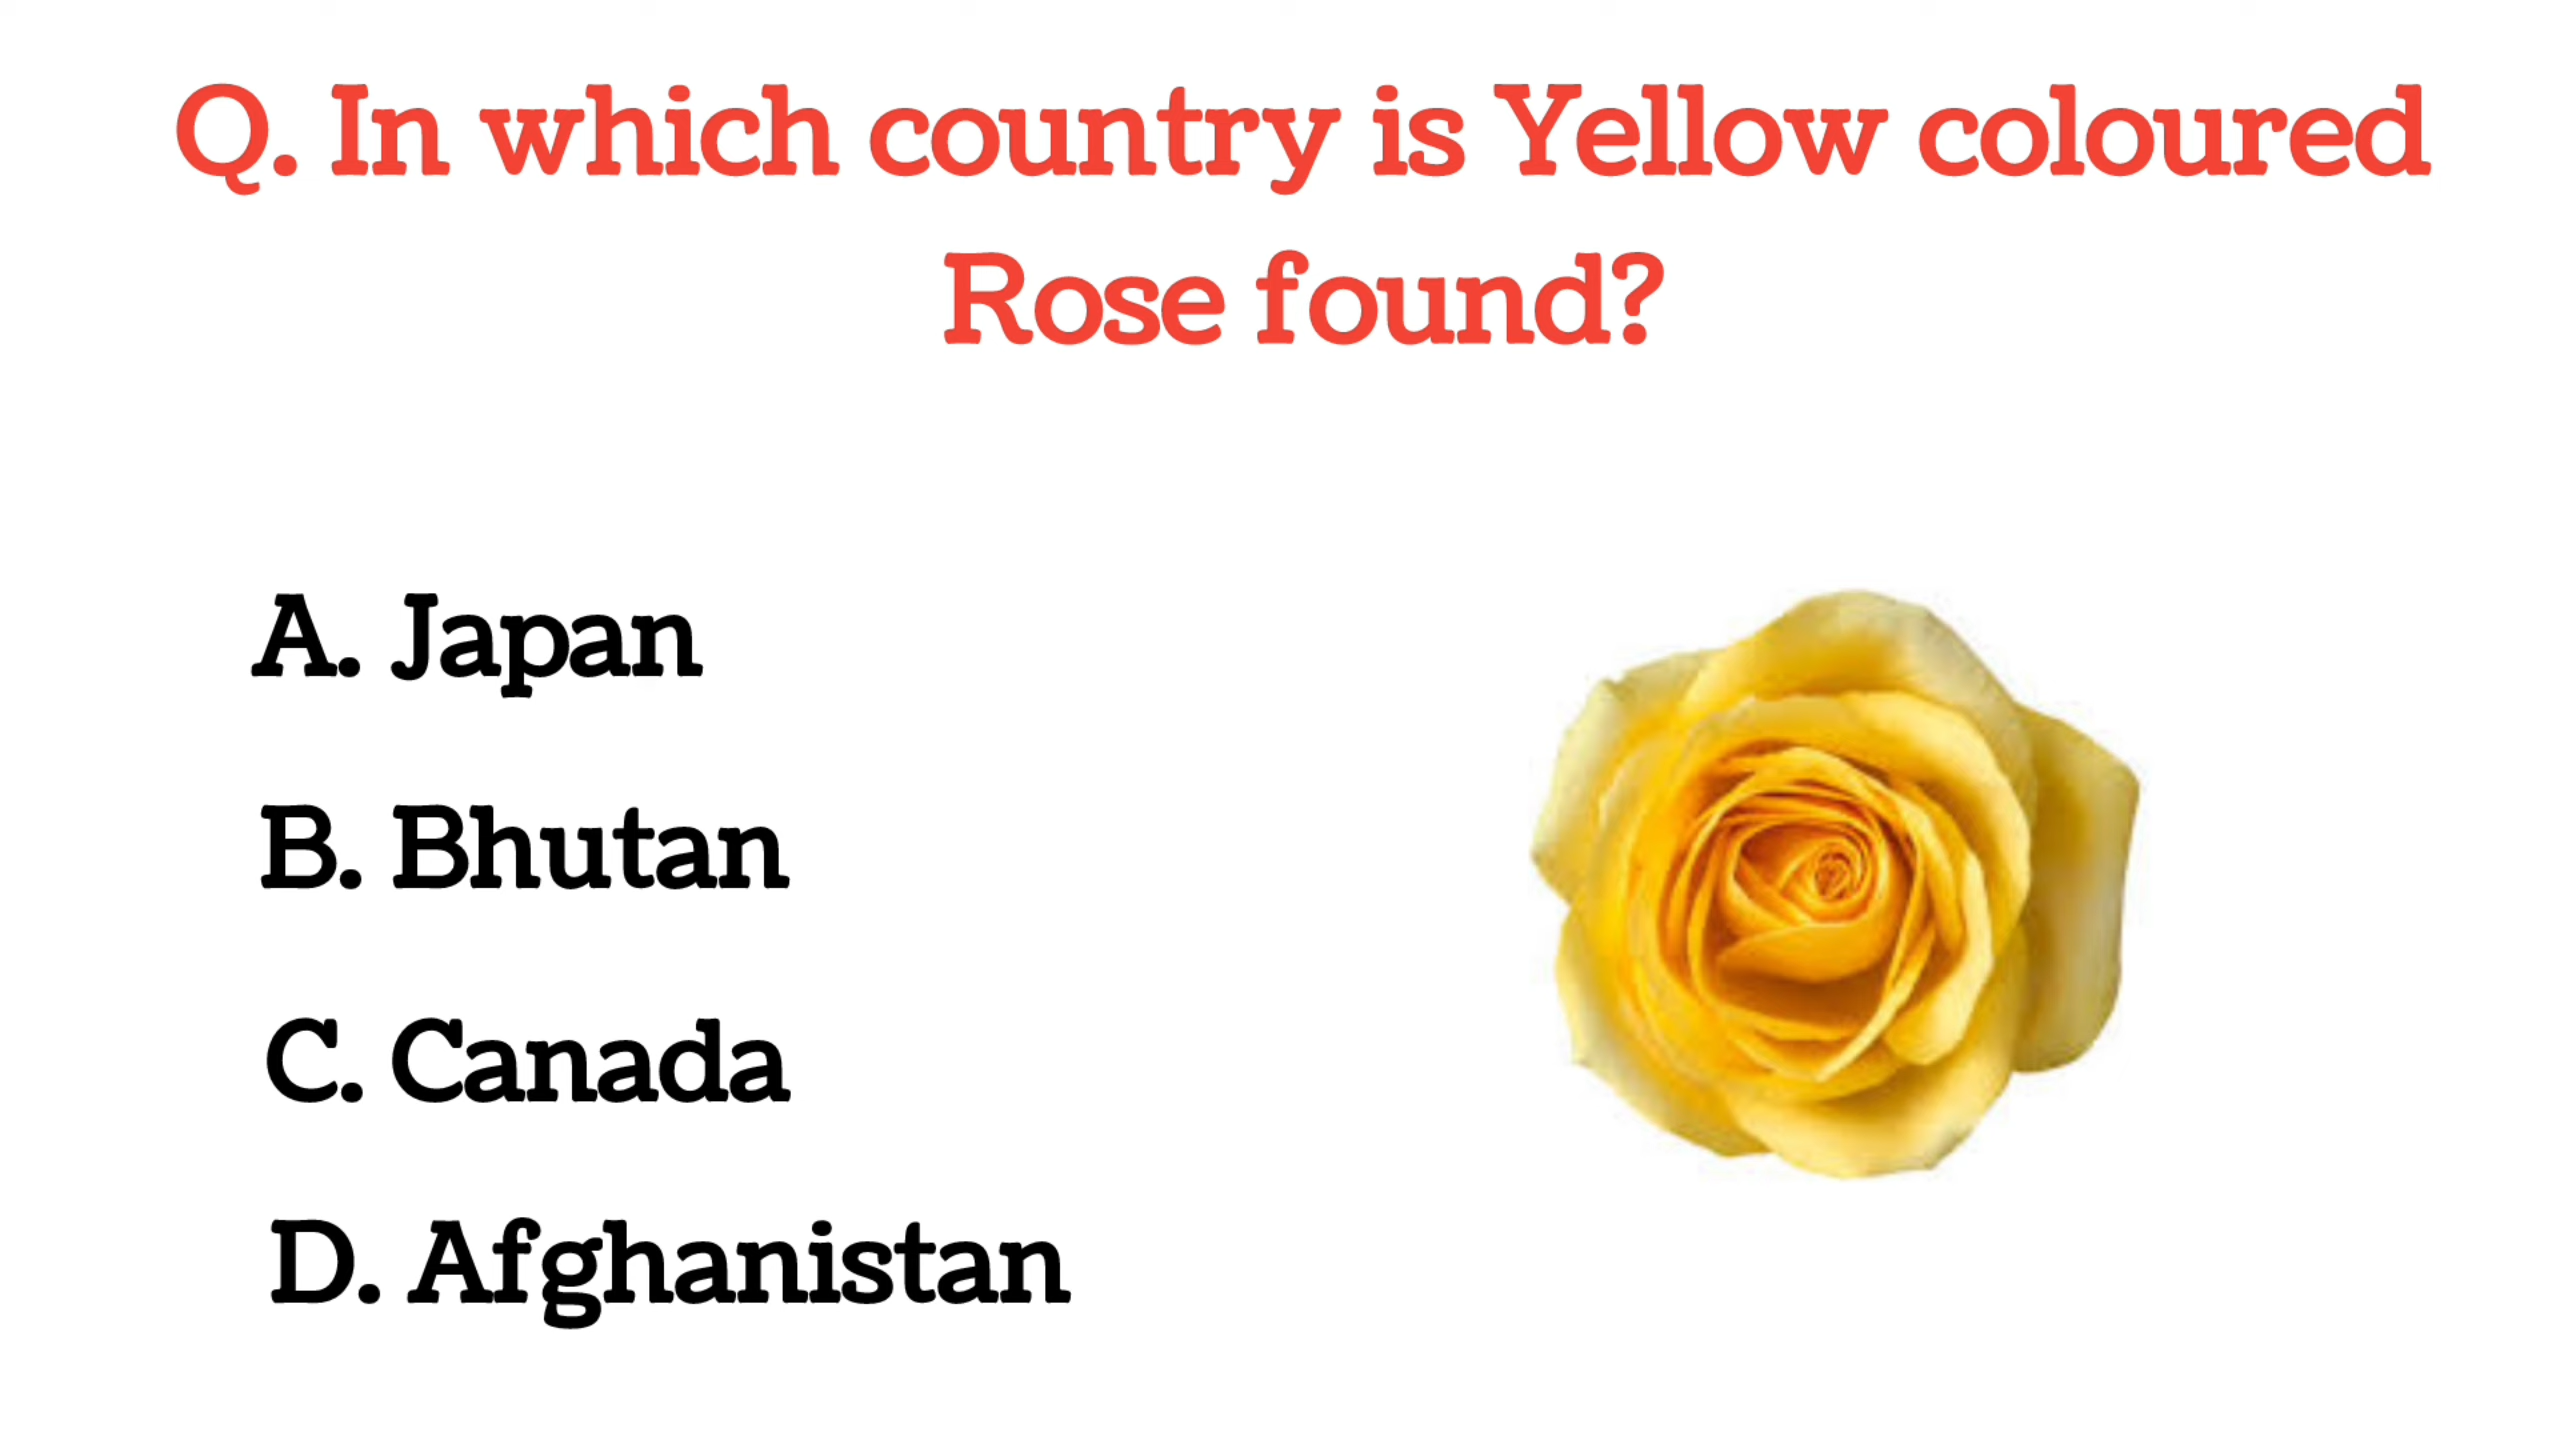 Q. In which country is Yellow coloured
Rose found?
A. Japan
B. Bhutan
C. Canada
D. Afghanistan